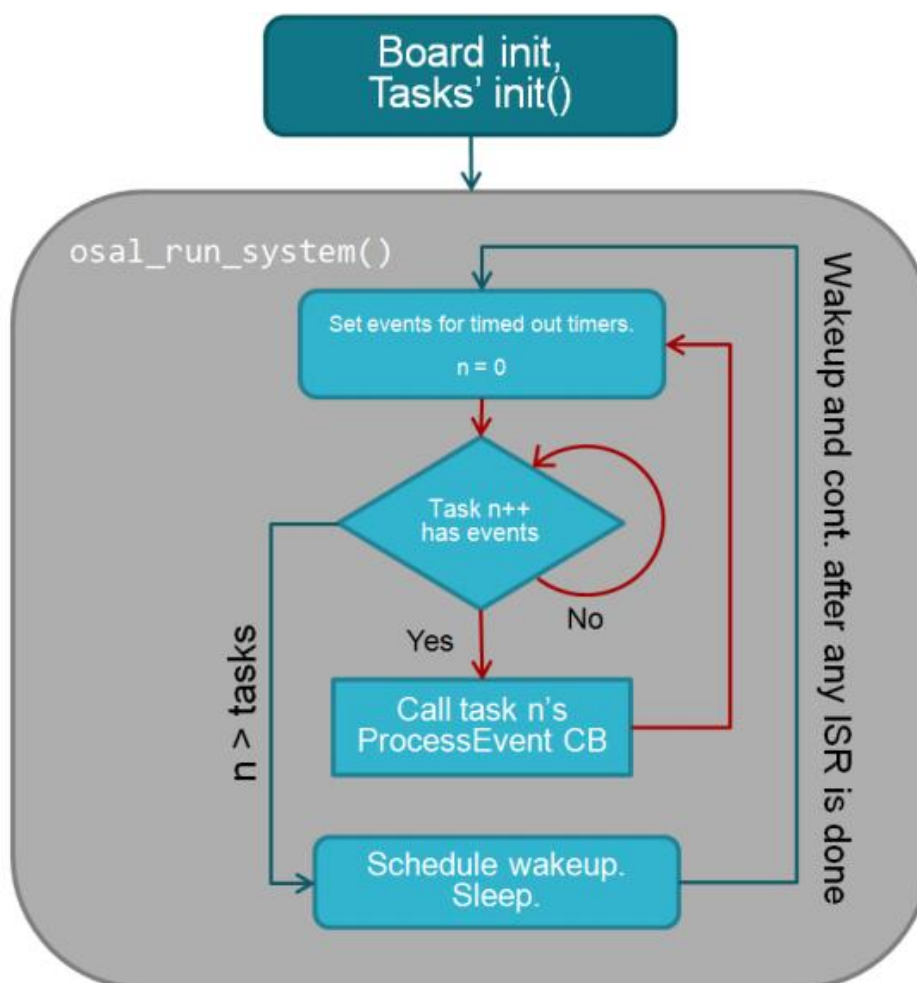 Board init,
Tasks’ init()
osal_run_system()
Set events for timed out timers.
n = 0
Task n++
has events
No
Yes
Call task n’s
ProcessEvent CB
n > tasks
Schedule wakeup.
Sleep.
Wakeup and cont. after any ISR is done